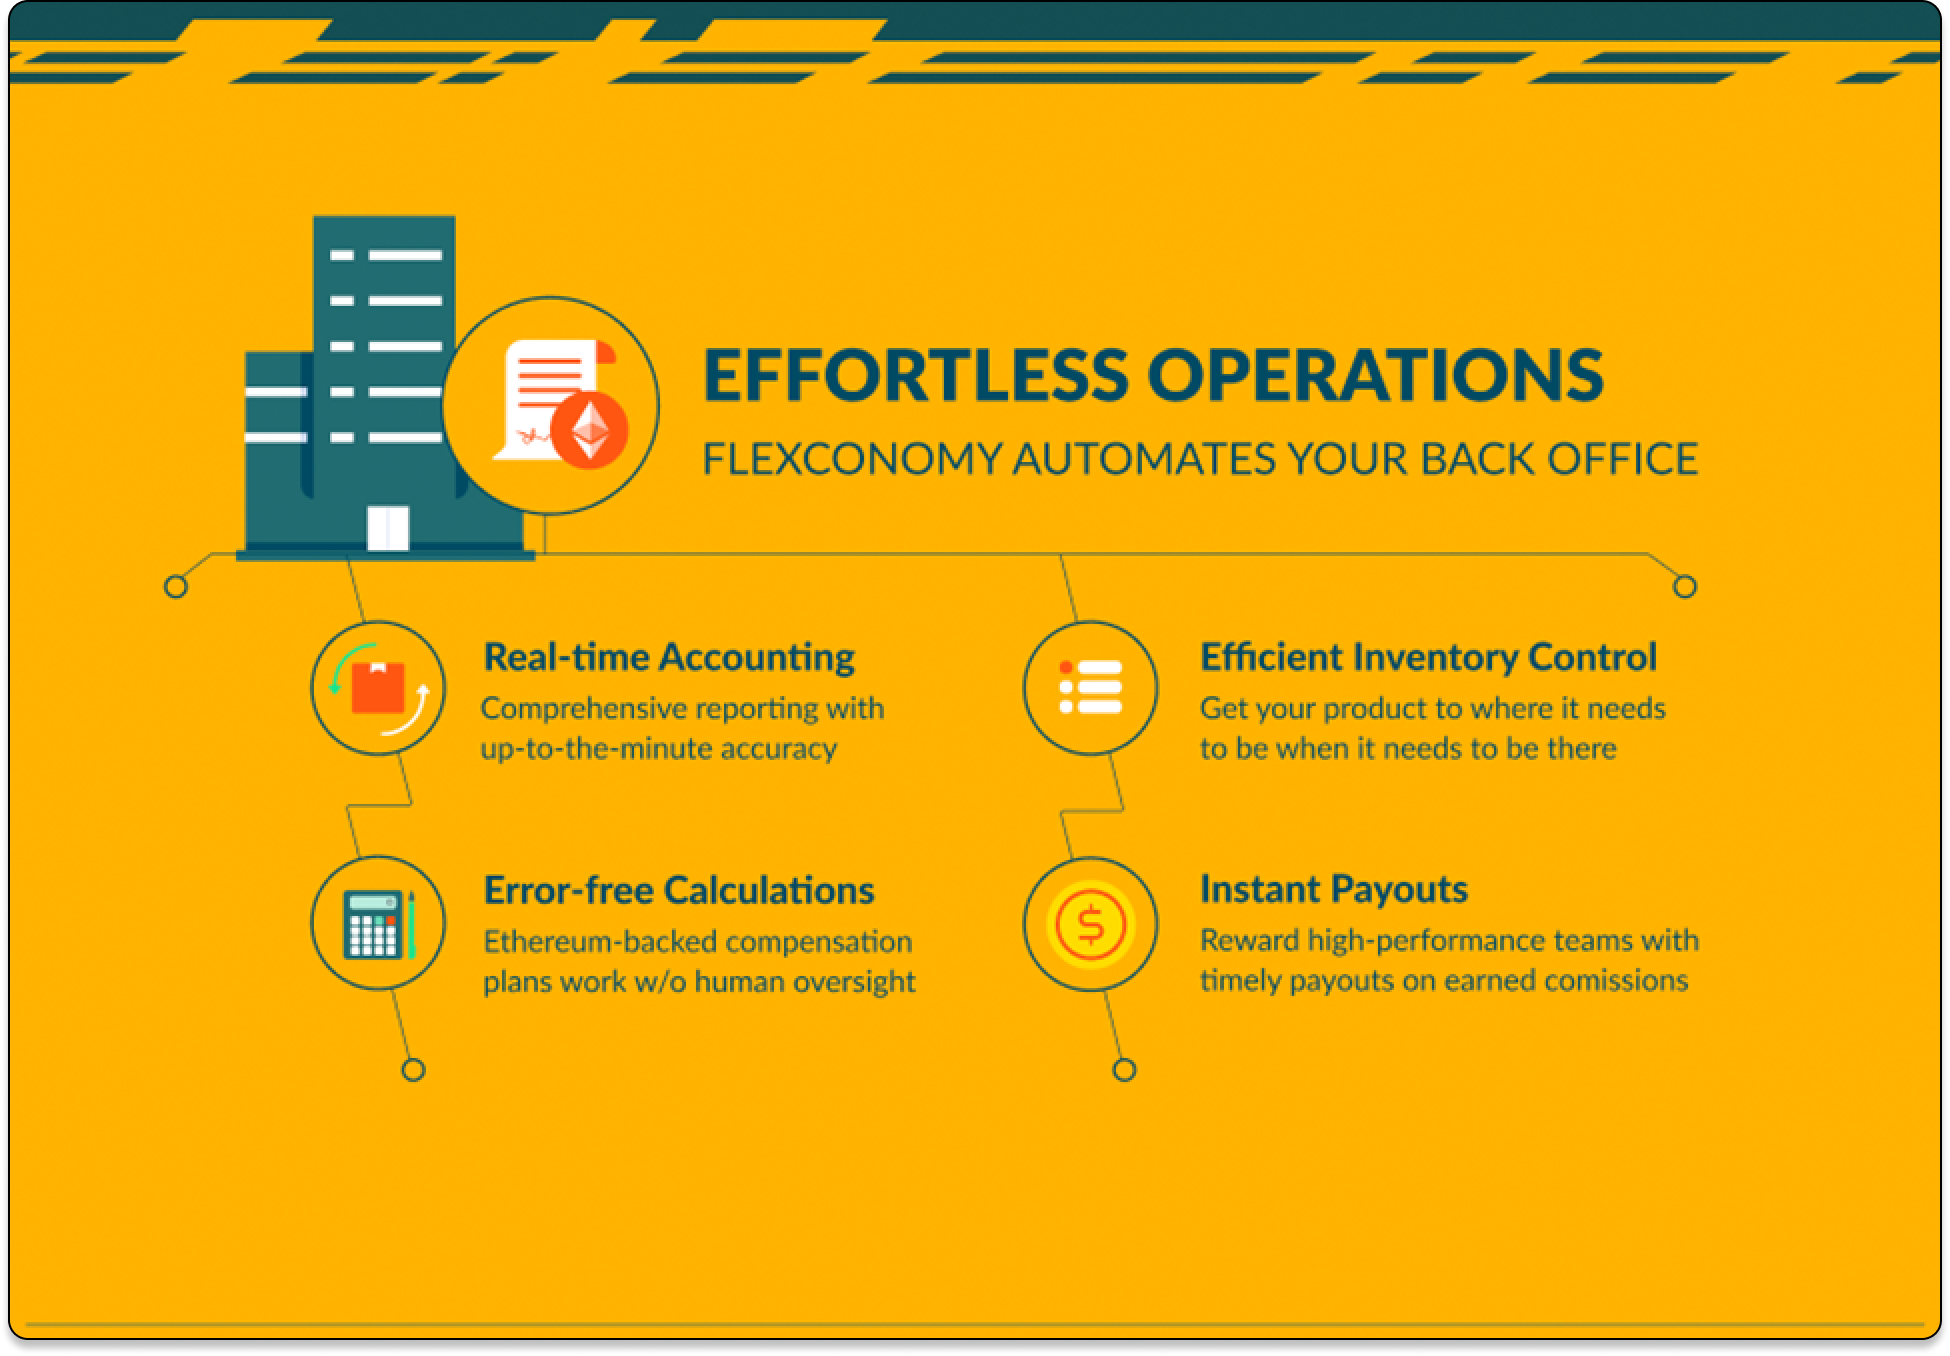 EFFORTLESS OPERATIONS
FLEXCONOMY AUTOMATES YOUR BACK OFFICE
Real-time Accounting
Comprehensive reporting with
up-to-the-minute accuracy
Efficient Inventory Control
Get your product to where it needs
to be when it needs to be there
Error-free Calculations
Ethereum-backed compensation
plans work w/o human oversight
Instant Payouts
Reward high-performance teams with
timely payouts on earned comissions